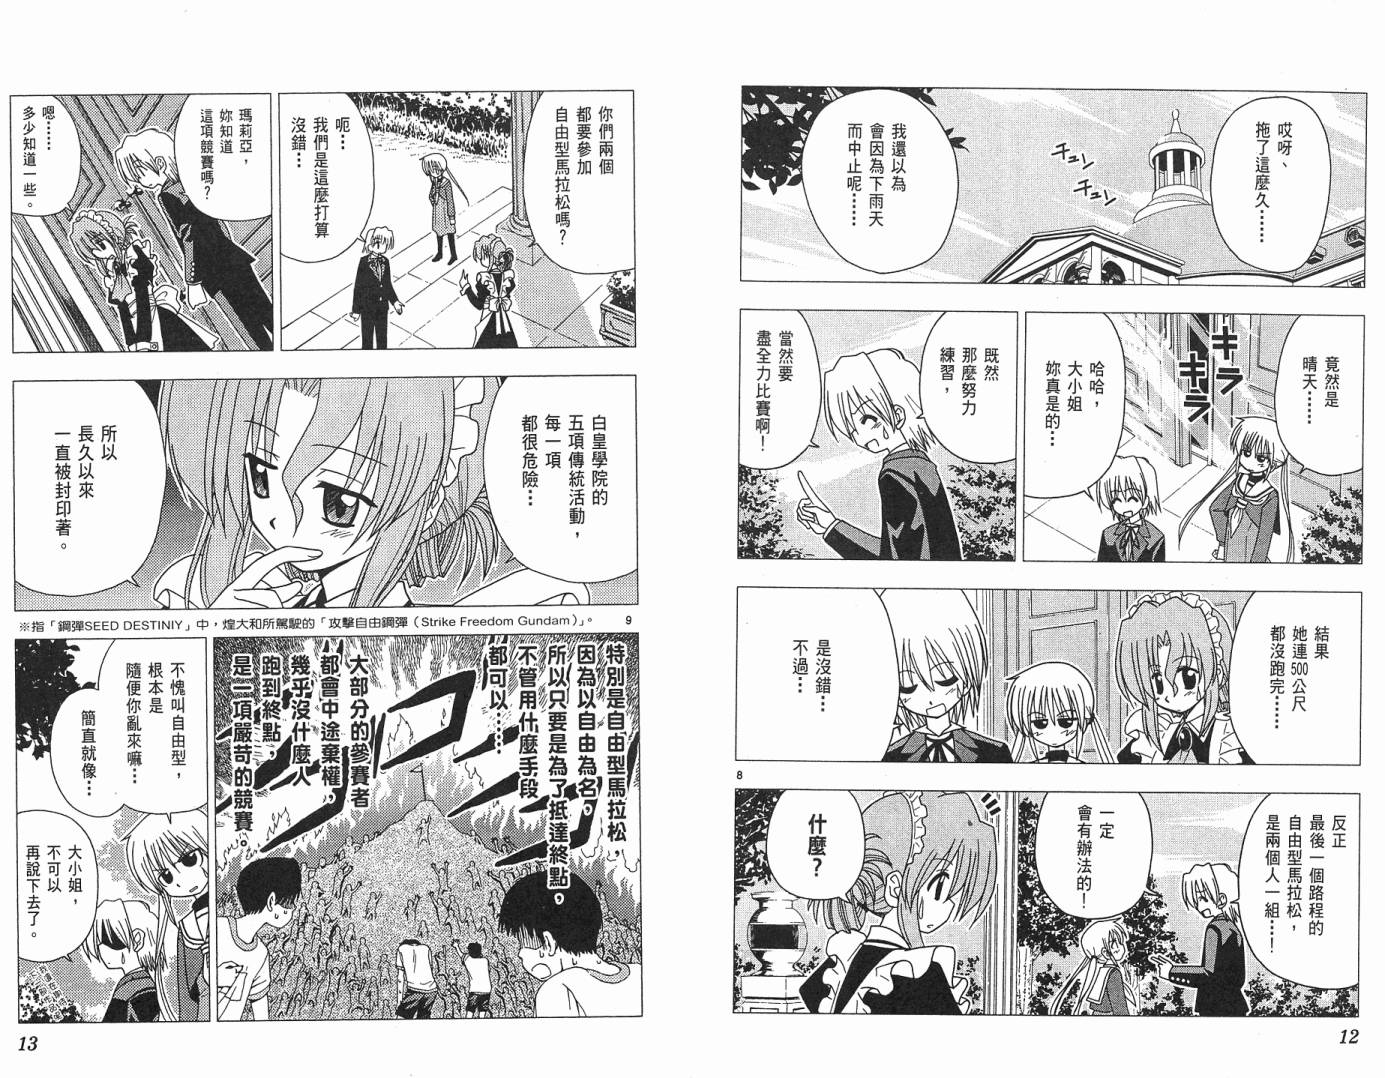 哎呀、
拖了這麼久……
我還以為
會因為下雨天
而中止呢……
チュン
チュン
竟然是
晴天……
キラ
キラ
哈哈，
大小姐
妳真是的…
既然
那麼努力
練習，
當然要
盡全力比賽啊！
結果
她連500公尺
都沒跑完……
是沒錯…
不過…
8
反正
最後一個路程的
自由型馬拉松，
是兩個人一組…！
一定
會有辦法的！
什麼？
12
你們兩個
都要參加
自由型馬拉松嗎？
呃…
我們是這麼打算
沒錯…
瑪莉亞，
妳知道
這項競賽嗎？
嗯……
多少知道一些。
白皇學院的
五項傳統活動，
每一項
都很危險…
所以
長久以來
一直被封印著。
※指「鋼彈SEED DESTINIY」中，煌大和所駕駛的「攻擊自由鋼彈（Strike Freedom Gundam）」。
9
特別是自由型馬拉松，
因為以自由為名，
所以只要是為了抵達終點，
不管用什麼手段
都可以……
大部分的參賽者
都會中途棄權，
幾乎沒什麼人
跑到終點，
是一項嚴苛的競賽。
不愧叫自由型，
根本是
隨便你亂來嘛…
簡直就像…
大小姐，
不可以
再說下去了。
13